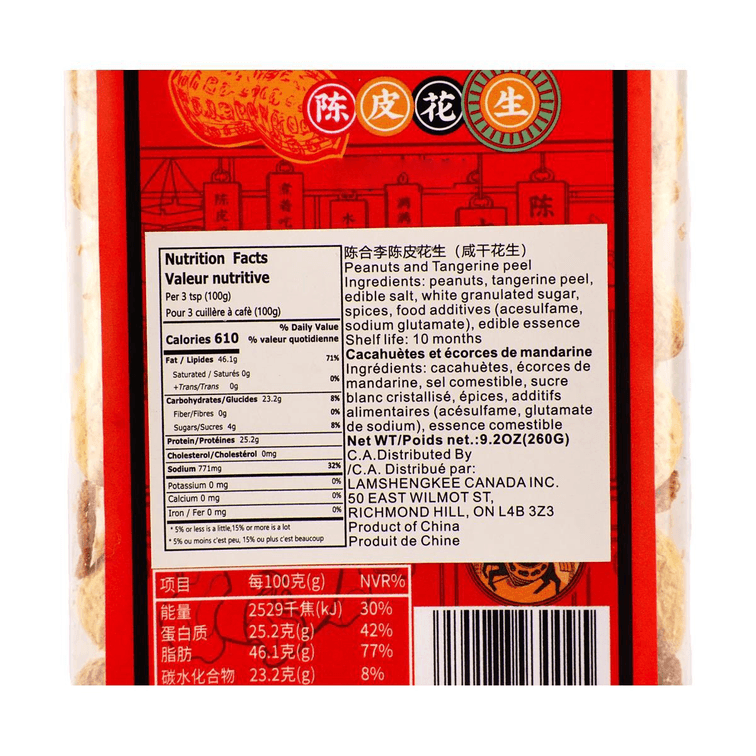 陈皮花生
陈皮
煮着吃
水
满满
陈
Nutrition Facts
Valeur nutritive
Per 3 tsp (100g)
Pour 3 cuillère à cafè (100g)
% Daily Value
Calories 610 % valeur quotidienne
Fat / Lipides 46.1g 71%
Saturated / Saturés 0g
+Trans/Trans 0g 0%
Carbohydrates/Glucides 23.2g 8%
Fiber/Fibres 0g 0%
Sugars/Sucres 4g 8%
Protein/Protéines 25.2g
Cholesterol/Cholestérol 0mg
Sodium 771mg 32%
Potassium 0 mg 0%
Calcium 0 mg 0%
Iron / Fer 0 mg 0%
* 5% or less is a little,15% or more is a lot
* 5% ou moins c'est peu, 15% ou plus c'est beaucoup
陈合李陈皮花生（咸干花生）
Peanuts and Tangerine peel
Ingredients: peanuts, tangerine peel,
edible salt, white granulated sugar,
spices, food additives (acesulfame,
sodium glutamate), edible essence
Shelf life: 10 months
Cacahuètes et écorces de mandarine
Ingrédients: cacahuètes, écorces de
mandarine, sel comestible, sucre
blanc cristallisé, épices, additifs
alimentaires (acésulfame, glutamate
de sodium), essence comestible
Net WT/Poids net.:9.2OZ(260G)
C.A.Distributed By
/C.A. Distribué par:
LAMSHENGKEE CANADA INC.
50 EAST WILMOT ST,
RICHMOND HILL, ON L4B 3Z3
Product of China
Produit de Chine
项目 每100克(g) NVR%
能量 2529千焦(kJ) 30%
蛋白质 25.2克(g) 42%
脂肪 46.1克(g) 77%
碳水化合物 23.2克(g) 8%